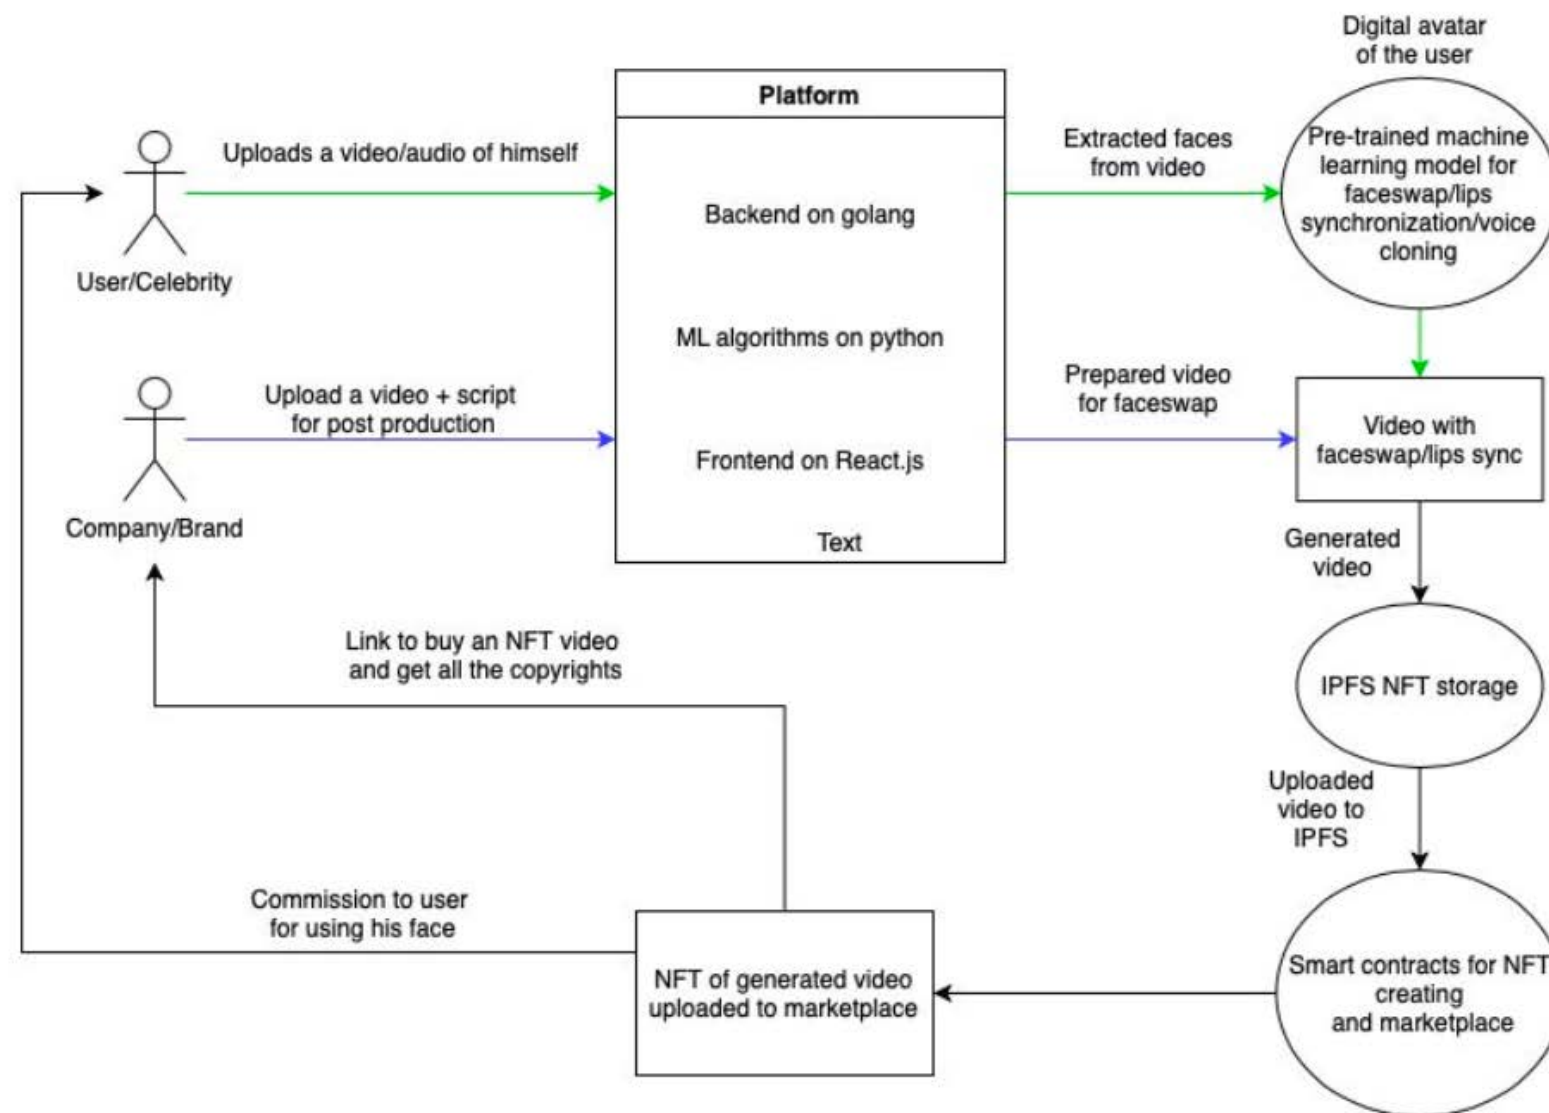 Digital avatar
of the user
Platform
Uploads a video/audio of himself
Extracted faces
from video
Pre-trained machine
learning model for
faceswap/lips
synchronization/voice
cloning
Backend on golang
User/Celebrity
ML algorithms on python
Upload a video + script
for post production
Prepared video
for faceswap
Video with
faceswap/lips sync
Frontend on React.js
Company/Brand
Text
Generated
video
Link to buy an NFT video
and get all the copyrights
IPFS NFT storage
Uploaded
video to
IPFS
Commission to user
for using his face
NFT of generated video
uploaded to marketplace
Smart contracts for NFT
creating
and marketplace